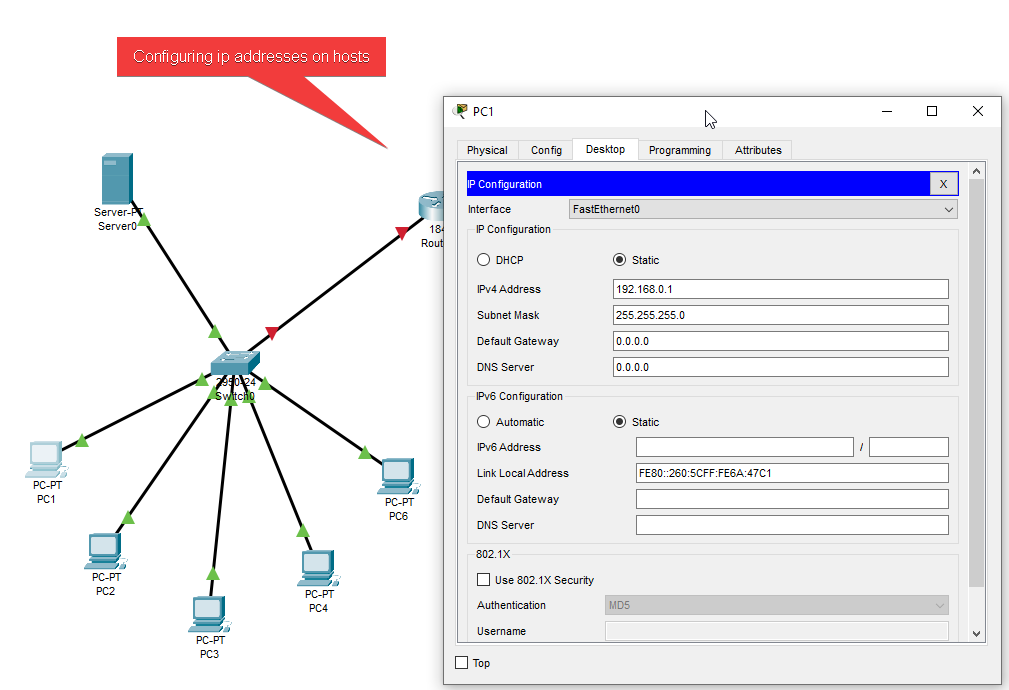 Configuring ip addresses on hosts
Server-PT
Server0
184
Rout
2950-24
Switch0
PC-PT
PC1
PC-PT
PC2
PC-PT
PC3
PC-PT
PC4
PC-PT
PC6
PC1
Physical Config Desktop Programming Attributes
IP Configuration X
Interface FastEthernet0
IP Configuration
DHCP Static
IPv4 Address 192.168.0.1
Subnet Mask 255.255.255.0
Default Gateway 0.0.0.0
DNS Server 0.0.0.0
IPv6 Configuration
Automatic Static
IPv6 Address /
Link Local Address FE80::260:5CFF:FE6A:47C1
Default Gateway
DNS Server
802.1X
Use 802.1X Security
Authentication MD5
Username
Top